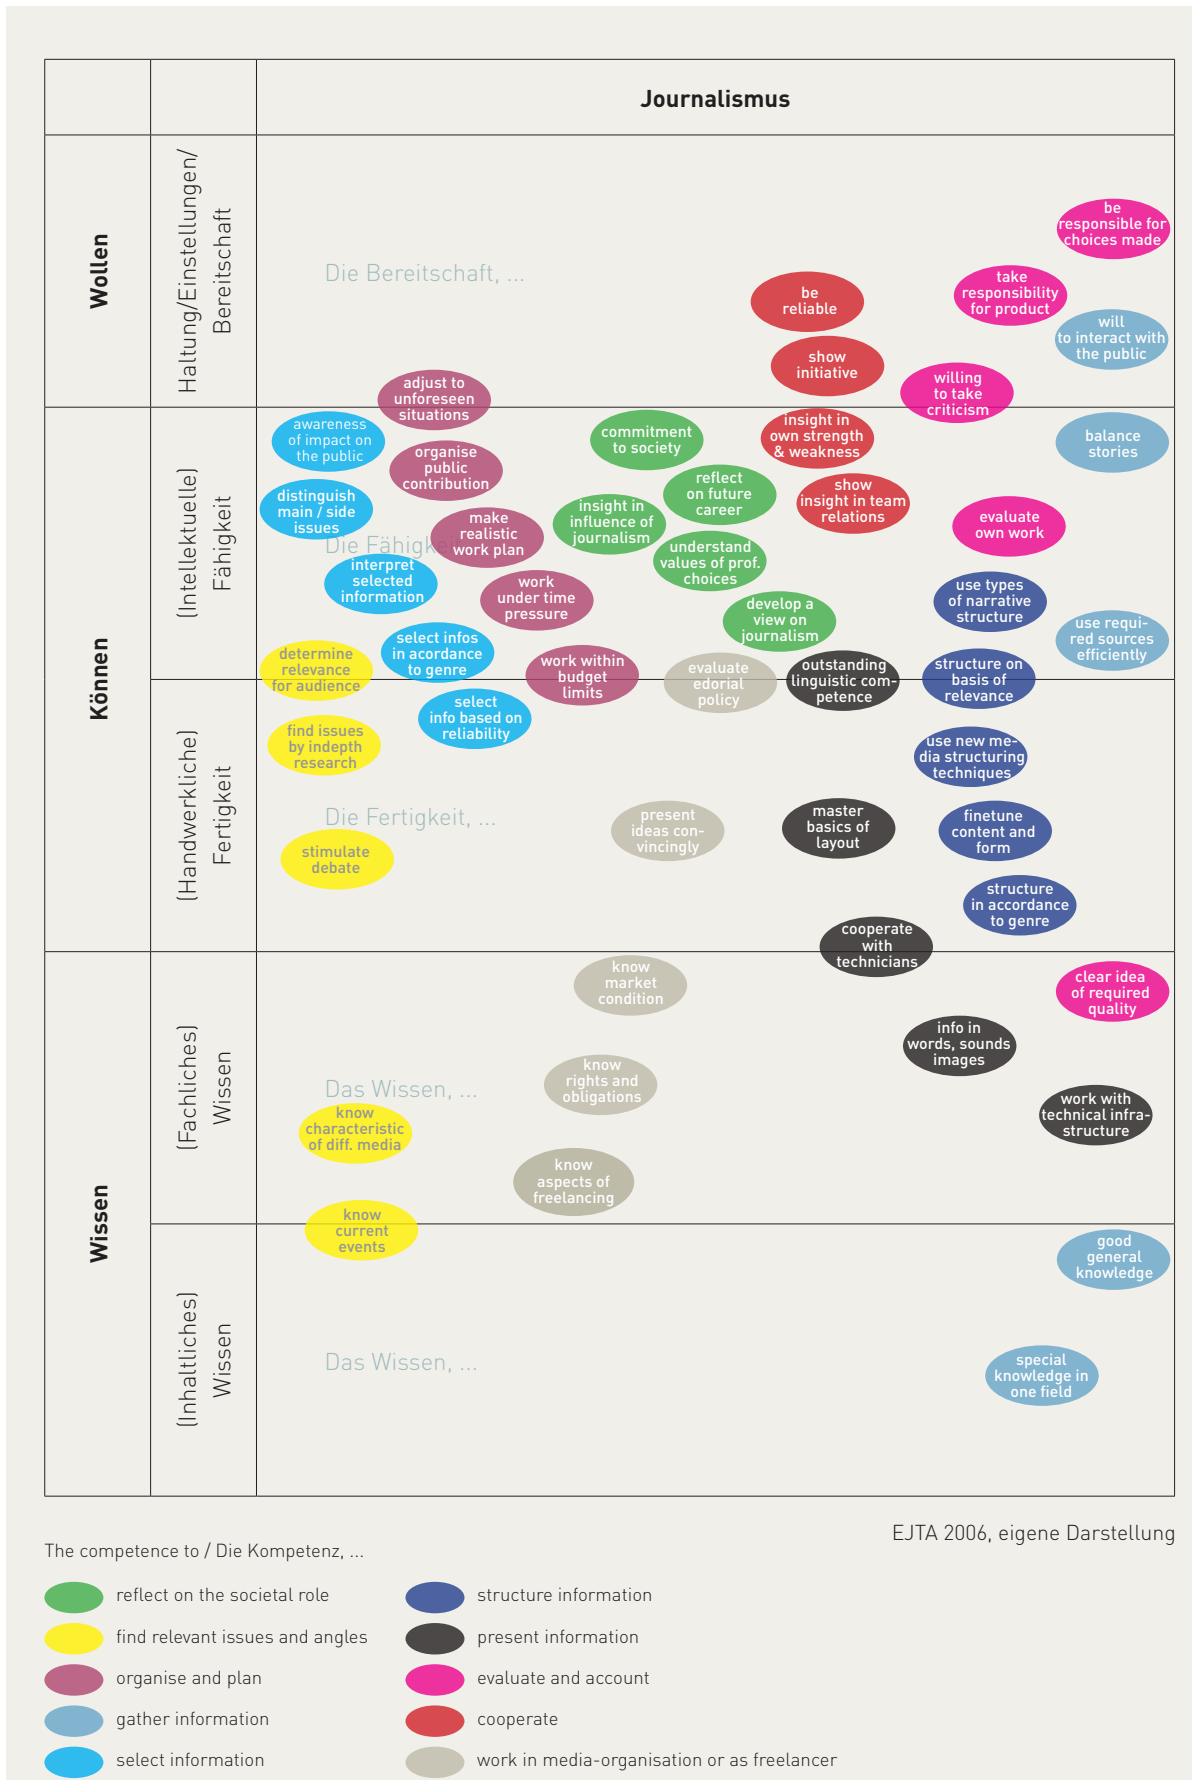 Journalismus
Wollen
Haltung/Einstellungen/
Bereitschaft
Die Bereitschaft, ...
be
responsible for
choices made
take
responsibility
for product
be
reliable
will
to interact with
the public
show
initiative
willing
to take
criticism
adjust to
unforeseen
situations
Können
(Intellektuelle)
Fähigkeit
Die Fähigkeit
awareness
of impact on
the public
organise
public
contribution
commitment
to society
insight in
own strength
& weakness
balance
stories
distinguish
main / side
issues
make
realistic
work plan
insight in
influence of
journalism
reflect
on future
career
show
insight in team
relations
evaluate
own work
interpret
selected
information
work
under time
pressure
understand
values of prof.
choices
use types
of narrative
structure
develop a
view on
journalism
use requi-
red sources
efficiently
determine
relevance
for audience
select infos
in acordance
to genre
work within
budget
limits
evaluate
edorial
policy
outstanding
linguistic com-
petence
structure on
basis of
relevance
(Handwerkliche)
Fertigkeit
Die Fertigkeit, ...
select
info based on
reliability
find issues
by indepth
research
use new me-
dia structuring
techniques
present
ideas con-
vincingly
master
basics of
layout
finetune
content and
form
stimulate
debate
structure
in accordance
to genre
cooperate
with
technicians
Wissen
(Fachliches)
Wissen
Das Wissen, ...
know
market
condition
clear idea
of required
quality
info in
words, sounds
images
know
rights and
obligations
work with
technical infra-
structure
know
characteristic
of diff. media
know
aspects of
freelancing
know
current
events
(Inhaltliches)
Wissen
Das Wissen, ...
good
general
knowledge
special
knowledge in
one field
EJTA 2006, eigene Darstellung
The competence to / Die Kompetenz, ...
reflect on the societal role
find relevant issues and angles
organise and plan
gather information
select information
structure information
present information
evaluate and account
cooperate
work in media-organisation or as freelancer